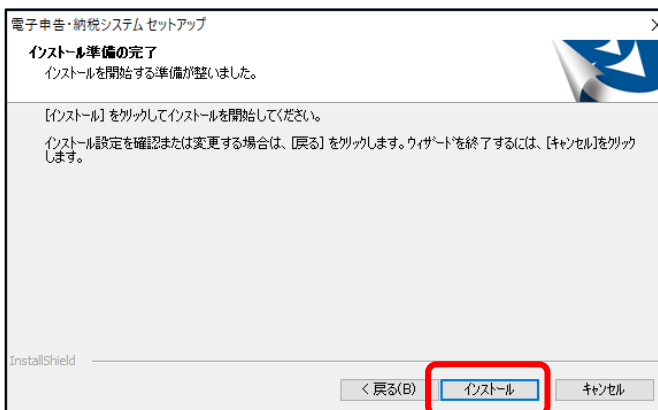 電子申告・納税システム セットアップ
インストール準備の完了
インストールを開始する準備が整いました。
[インストール] をクリックしてインストールを開始してください。
インストール設定を確認または変更する場合は、[戻る] をクリックします。ウィザードを終了するには、[キャンセル]をクリック
します。
InstallShield
< 戻る(B) インストール キャンセル